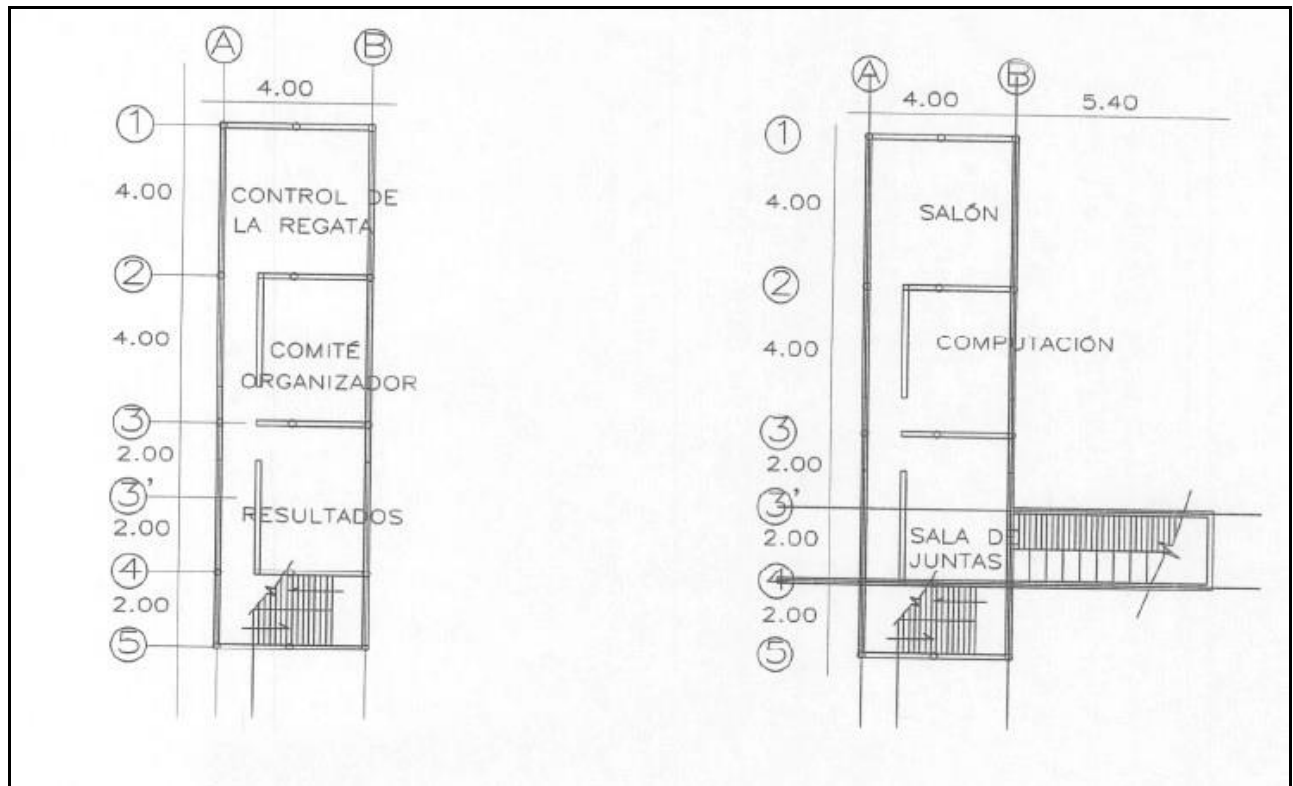 A B
4.00
1
4.00
CONTROL DE
LA REGATA
2
4.00
COMITÉ
ORGANIZADOR
3
2.00
3'
RESULTADOS
2.00
4
2.00
5
A B
4.00 5.40
1
4.00
SALÓN
2
4.00
COMPUTACIÓN
3
2.00
3'
2.00
SALA DE
JUNTAS
4
2.00
5